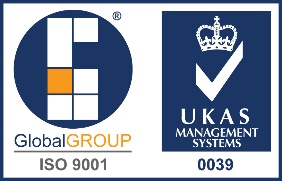 ®
GlobalGROUP
ISO 9001
UKAS
MANAGEMENT
SYSTEMS
0039